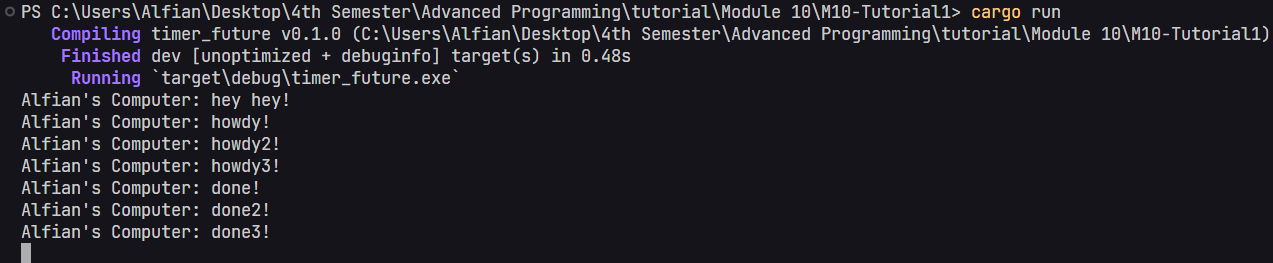 PS C:\Users\Alfian\Desktop\4th Semester\Advanced Programming\tutorial\Module 10\M10-Tutorial1> cargo run
Compiling timer_future v0.1.0 (C:\Users\Alfian\Desktop\4th Semester\Advanced Programming\tutorial\Module 10\M10-Tutorial1)
Finished dev [unoptimized + debuginfo] target(s) in 0.48s
Running `target\debug\timer_future.exe`
Alfian's Computer: hey hey!
Alfian's Computer: howdy!
Alfian's Computer: howdy2!
Alfian's Computer: howdy3!
Alfian's Computer: done!
Alfian's Computer: done2!
Alfian's Computer: done3!